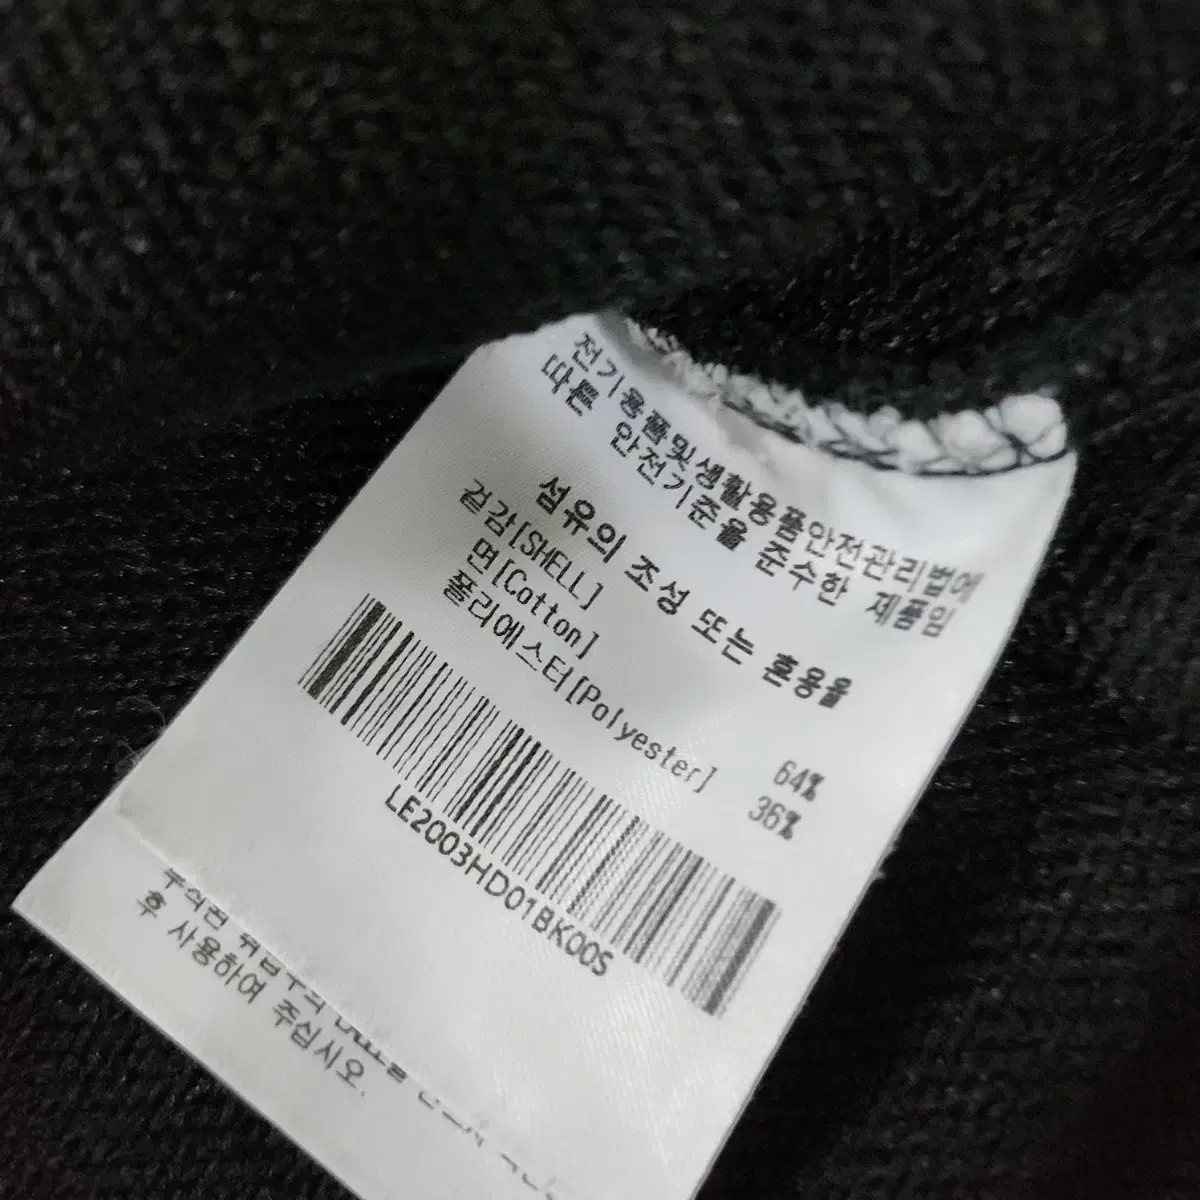 전기용품및생활용품안전관리법에
따른 안전기준을 준수한 제품임
섬유의 조성 또는 혼용율
겉감[SHELL]
면[Cotton] 64%
폴리에스터[Polyester] 36%
LE2003HD01BK00S
후 사용하여 주십시오.